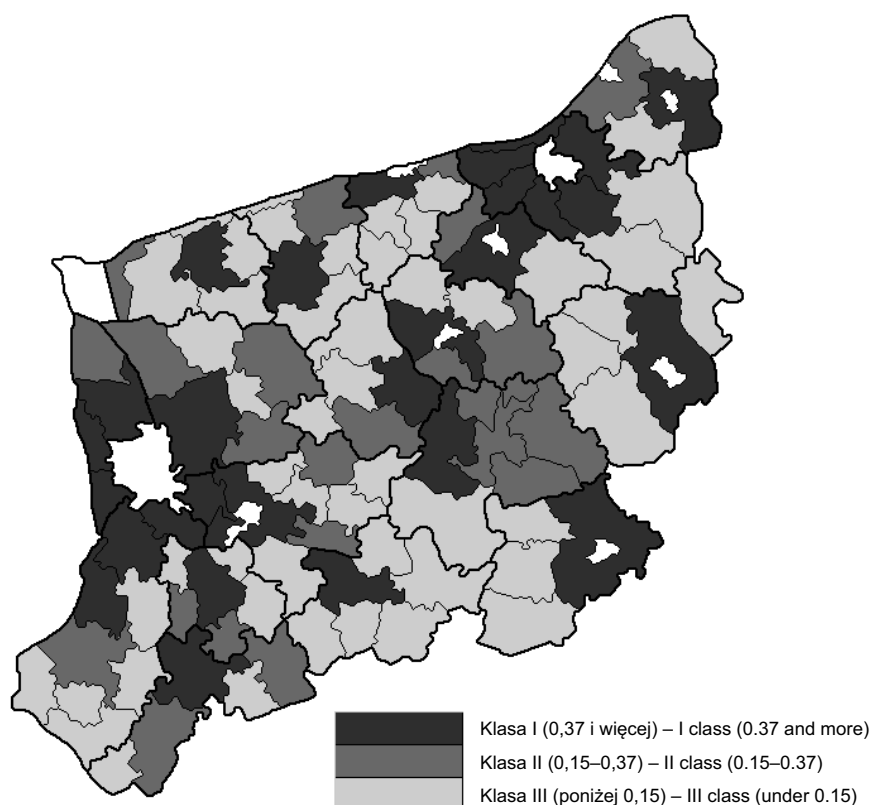 Klasa I (0,37 i więcej) – I class (0.37 and more)
Klasa II (0,15–0,37) – II class (0.15–0.37)
Klasa III (poniżej 0,15) – III class (under 0.15)